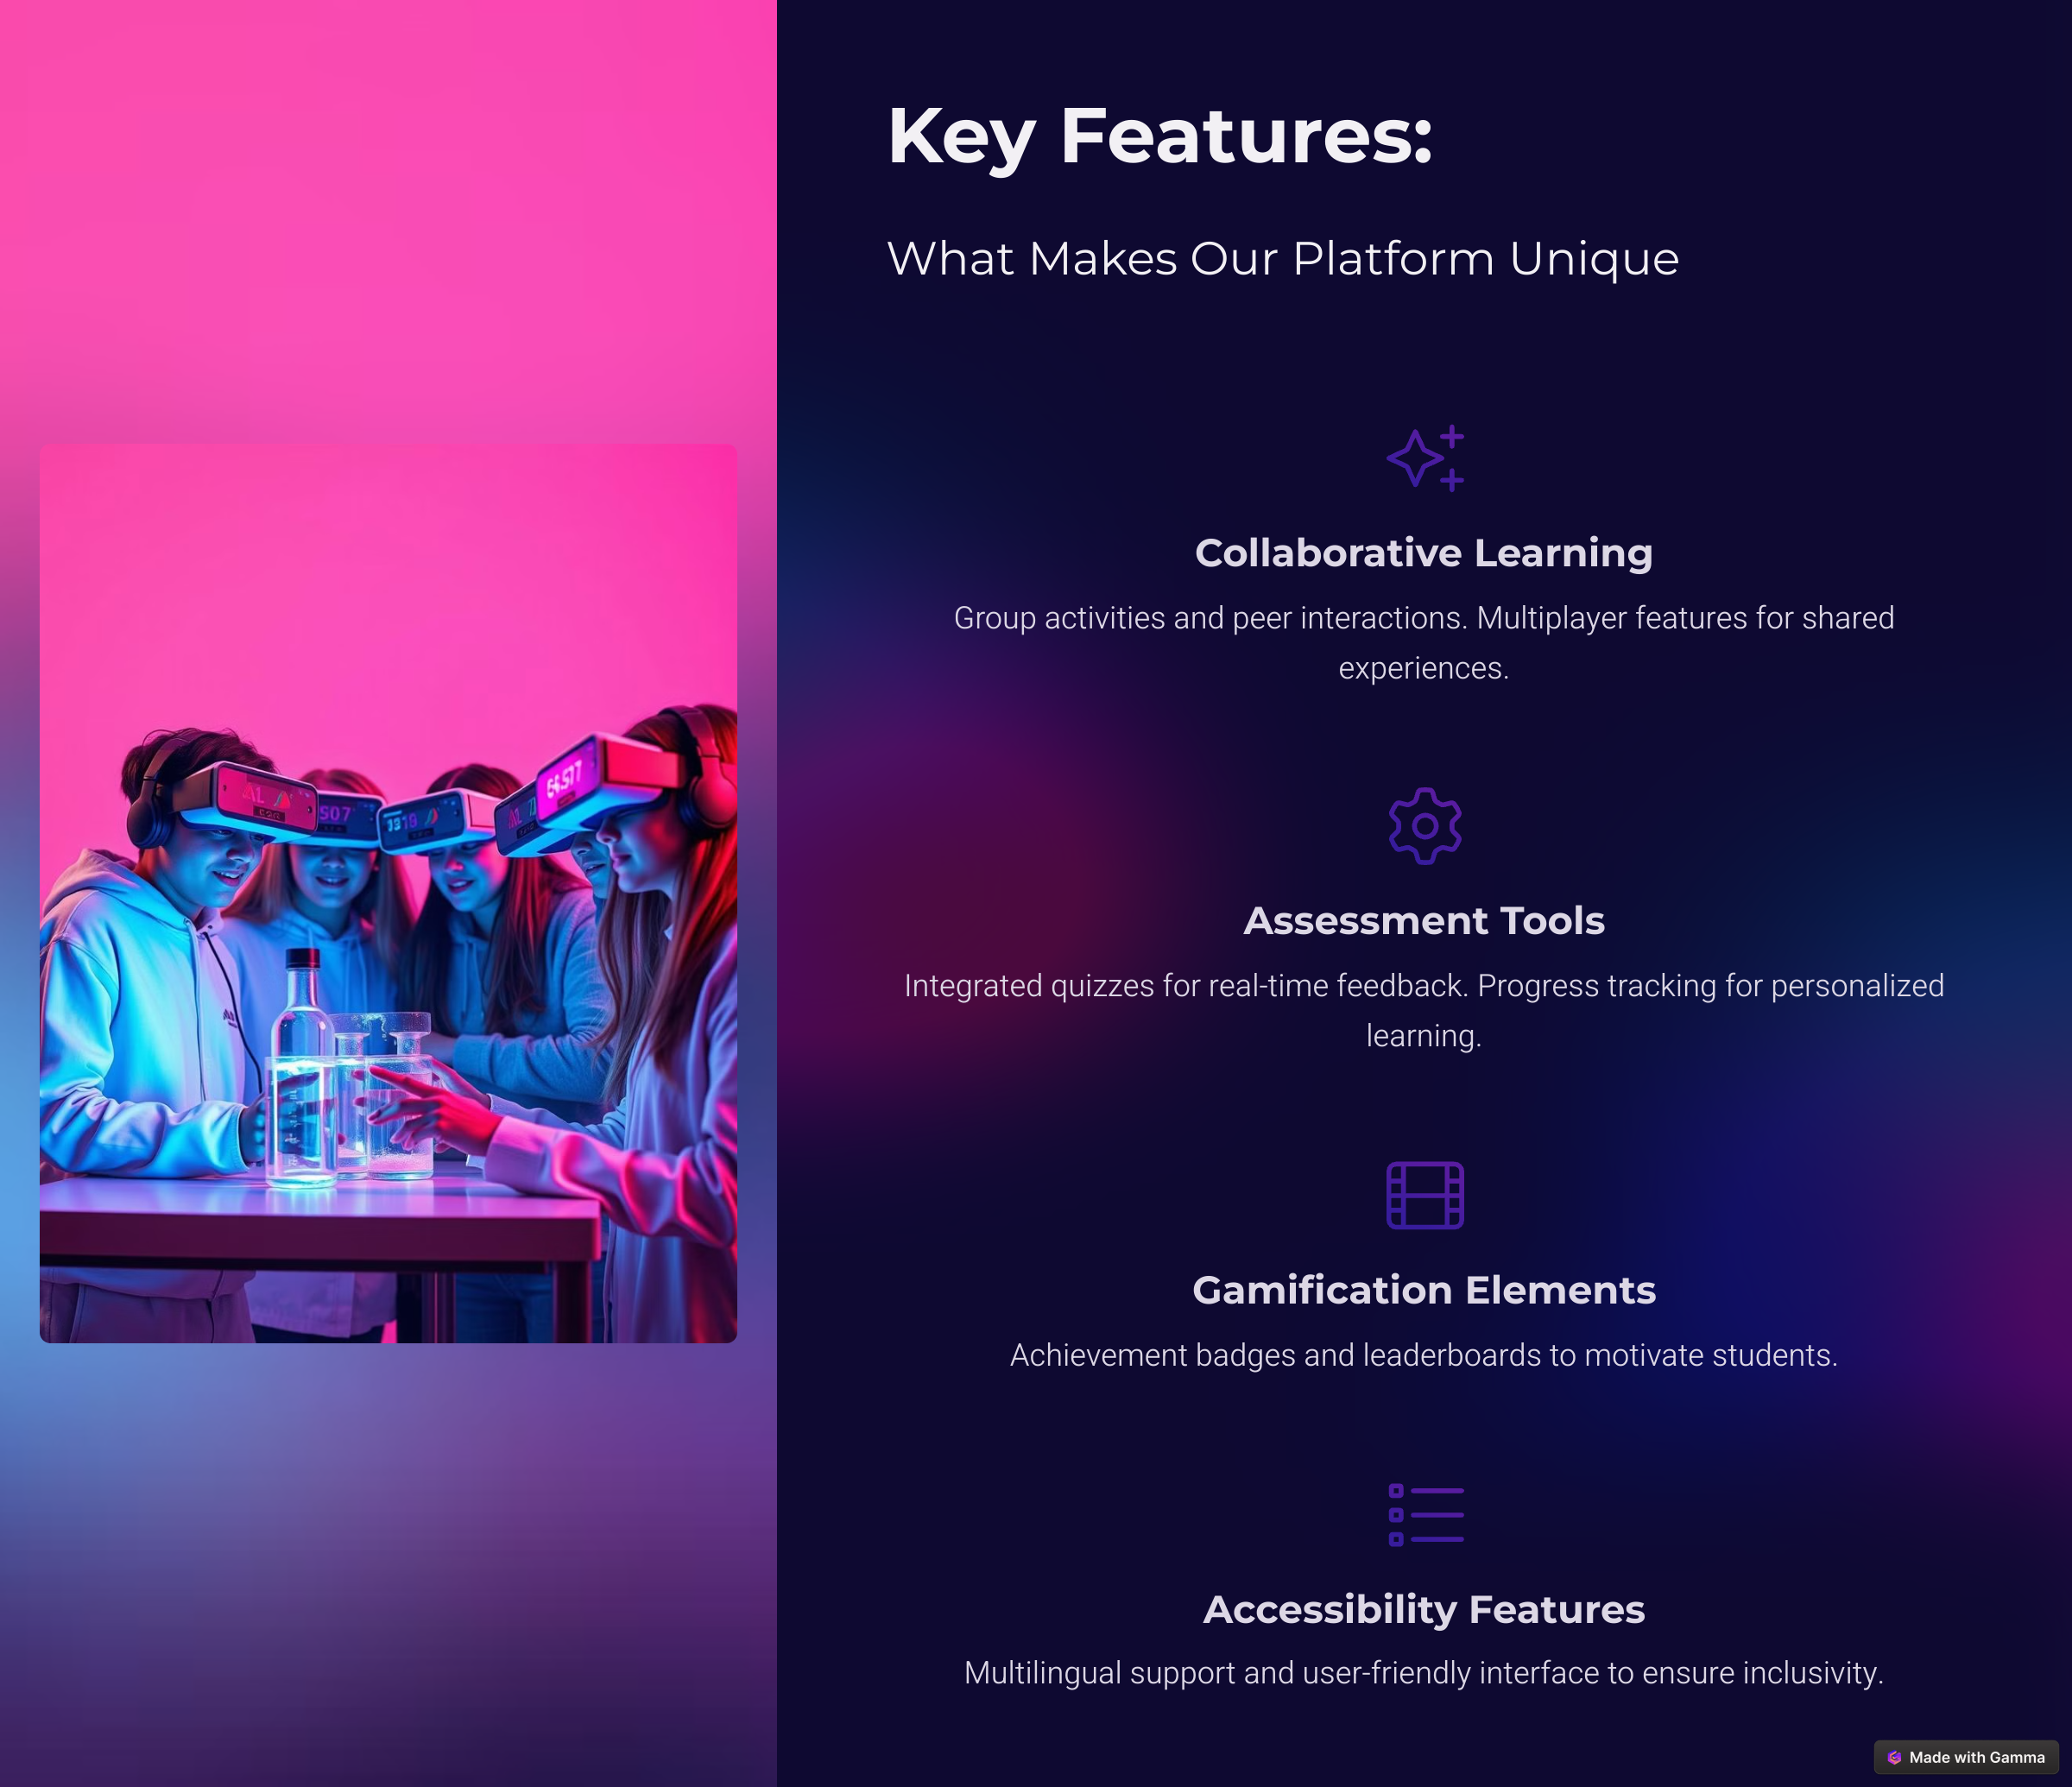 Key Features:
What Makes Our Platform Unique
Collaborative Learning
Group activities and peer interactions. Multiplayer features for shared
experiences.
Assessment Tools
Integrated quizzes for real-time feedback. Progress tracking for personalized
learning.
Gamification Elements
Achievement badges and leaderboards to motivate students.
Accessibility Features
Multilingual support and user-friendly interface to ensure inclusivity.
Made with Gamma